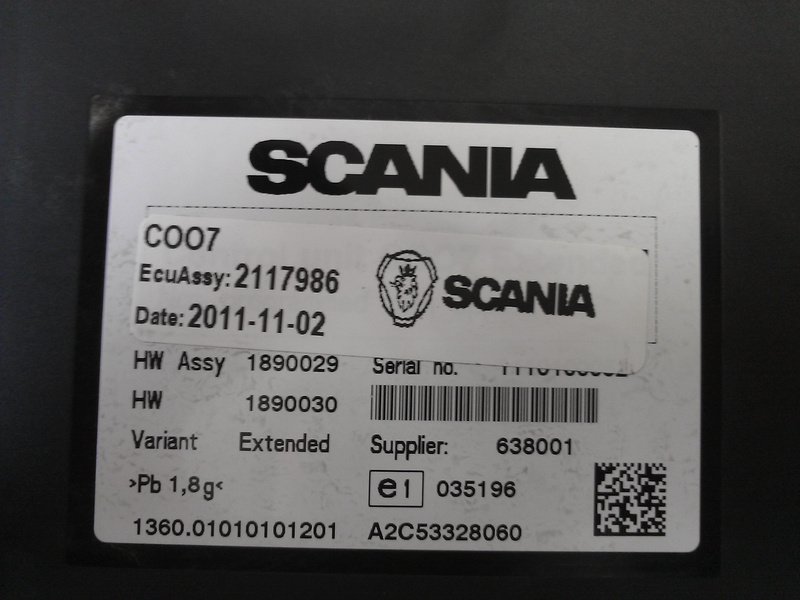 SCANIA
COO7
EcuAssy: 2117986
SCANIA
Date: 2011-11-02
HW Assy 1890029 Serial no.
HW 1890030
Variant Extended Supplier: 638001
>Pb 1,8g< e1 035196
1360.01010101201 A2C53328060